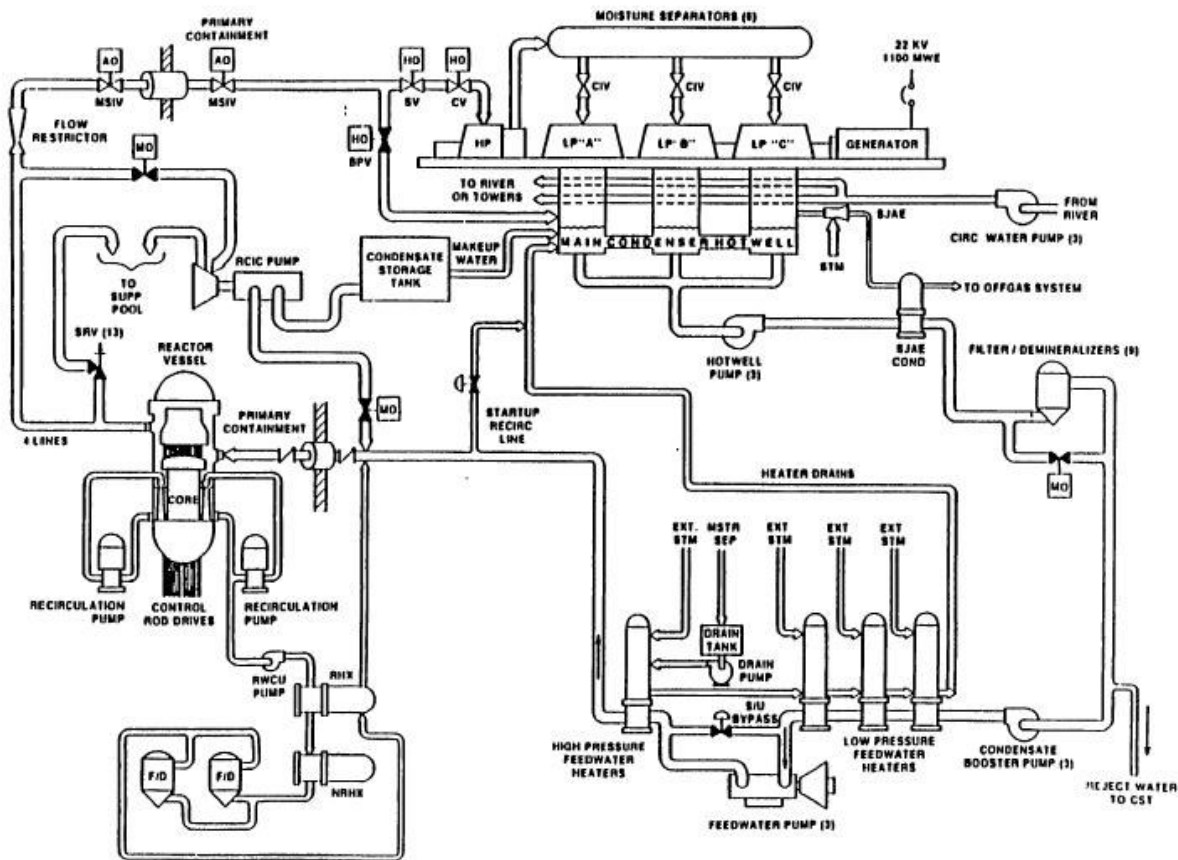 MOISTURE SEPARATORS (6)
PRIMARY
CONTAINMENT
22 KV
1100 MWE
AO
AO
HO
HO
MSIV
MSIV
SV
CV
CIV
CIV
CIV
FLOW
RESTRICTOR
MO
HO
BPV
HP
LP "A"
LP "B"
LP "C"
GENERATOR
TO RIVER
OR TOWERS
SJAE
FROM
RIVER
CIRC WATER PUMP (3)
MAIN CONDENSER HOTWELL
STM
MAKEUP
WATER
CONDENSATE
STORAGE
TANK
RCIC PUMP
TO
SUPP
POOL
TO OFFGAS SYSTEM
SRV (13)
REACTOR
VESSEL
HOTWELL
PUMP (3)
SJAE
COND
FILTER / DEMINERALIZERS (9)
MO
STARTUP
RECIRC
LINE
4 LINES
PRIMARY
CONTAINMENT
HEATER DRAINS
MO
CORE
EXT.
STM
MSTR
SEP
EXT
STM
EXT
STM
EXT
STM
RECIRCULATION
PUMP
CONTROL
ROD DRIVES
RECIRCULATION
PUMP
DRAIN
TANK
DRAIN
PUMP
RWCU
PUMP
RHX
S/U
BYPASS
HIGH PRESSURE
FEEDWATER
HEATERS
LOW PRESSURE
FEEDWATER
HEATERS
CONDENSATE
BOOSTER PUMP (3)
F/D
F/D
NRHX
FEEDWATER PUMP (3)
REJECT WATER
TO CST